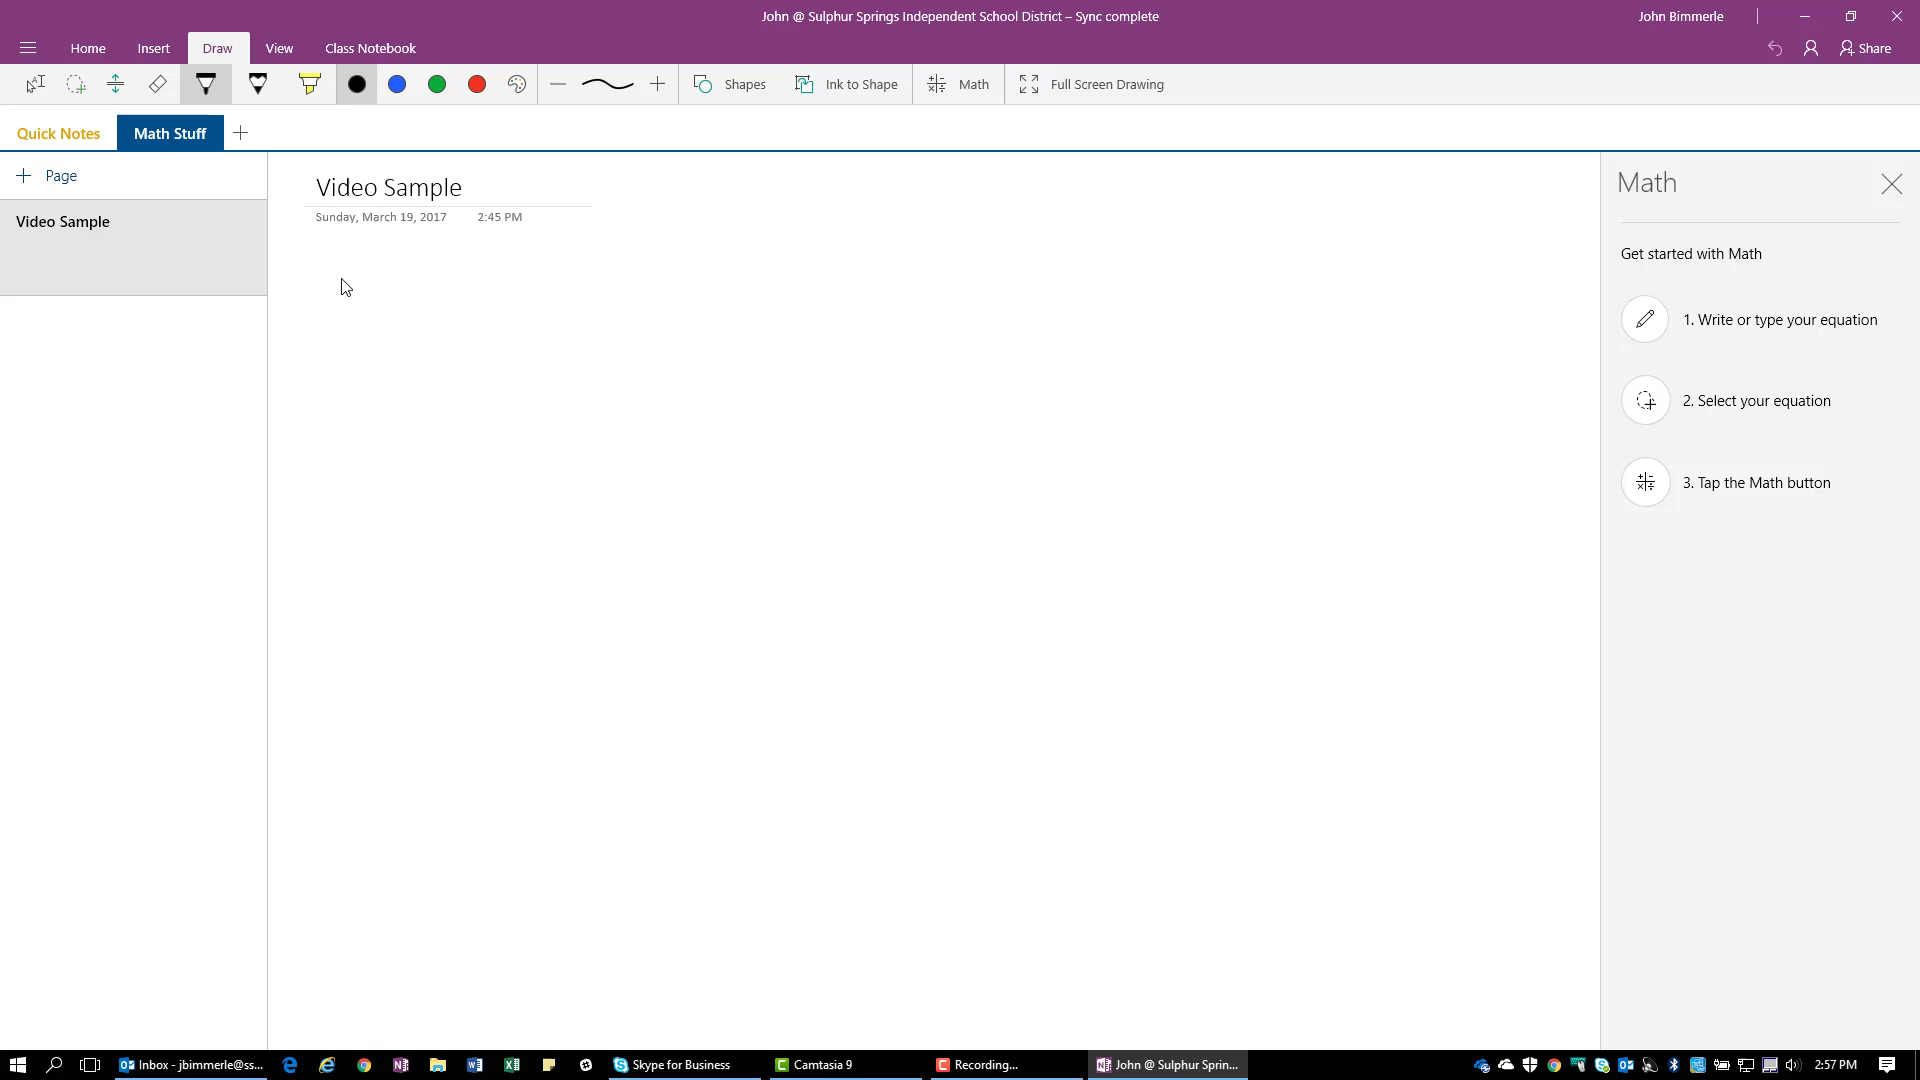 John @ Sulphur Springs Independent School District – Sync complete
John Bimmerle
Home Insert Draw View Class Notebook
Share
Shapes Ink to Shape Math Full Screen Drawing
Quick Notes Math Stuff
Page
Video Sample
Video Sample
Sunday, March 19, 2017 2:45 PM
Math
Get started with Math
1. Write or type your equation
2. Select your equation
3. Tap the Math button
Inbox - jbimmerle@ss... Skype for Business Camtasia 9 Recording... John @ Sulphur Sprin... 2:57 PM